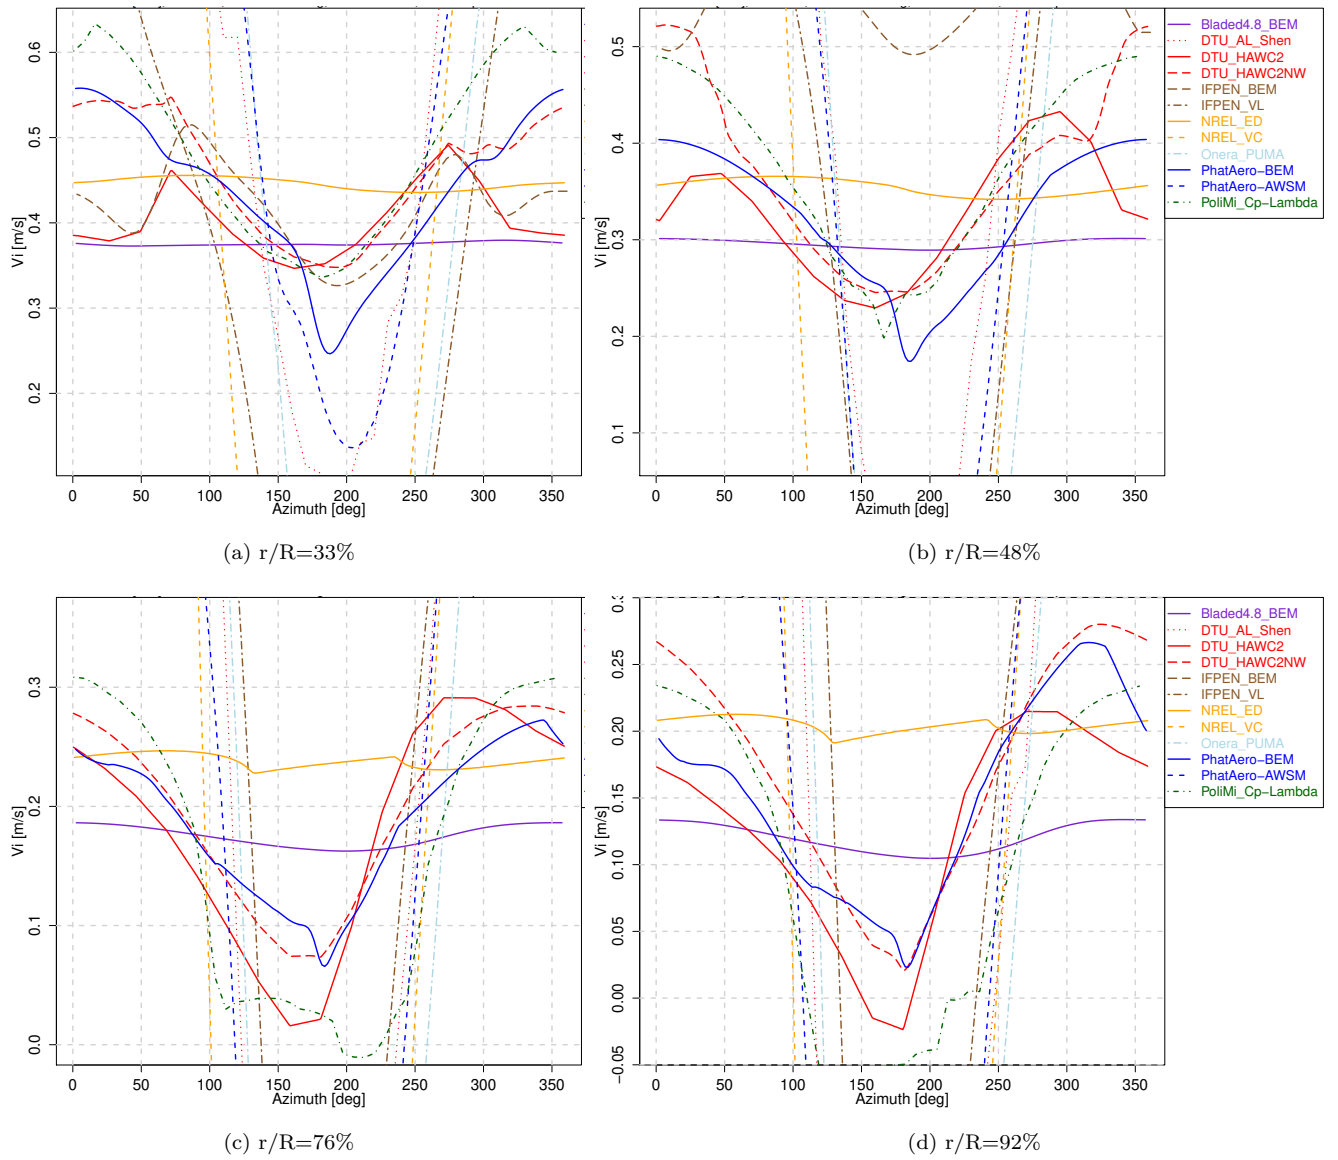 0.6
0.5
0.4
0.3
0.2
Vi [m/s]
0 50 100 150 200 250 300 350
Azimuth [deg]
(a) r/R=33%
0.5
0.4
0.3
0.2
0.1
Vi [m/s]
0 50 100 150 200 250 300 350
Azimuth [deg]
(b) r/R=48%
Bladed4.8_BEM
DTU_AL_Shen
DTU_HAWC2
DTU_HAWC2NW
IFPEN_BEM
IFPEN_VL
NREL_ED
NREL_VC
Onera_PUMA
PhatAero-BEM
PhatAero-AWSM
PoliMi_Cp-Lambda
0.3
0.2
0.1
0.0
Vi [m/s]
0 50 100 150 200 250 300 350
Azimuth [deg]
(c) r/R=76%
0.25
0.20
0.15
0.10
0.05
0.00
-0.05
Vi [m/s]
0 50 100 150 200 250 300 350
Azimuth [deg]
(d) r/R=92%
Bladed4.8_BEM
DTU_AL_Shen
DTU_HAWC2
DTU_HAWC2NW
IFPEN_BEM
IFPEN_VL
NREL_ED
NREL_VC
Onera_PUMA
PhatAero-BEM
PhatAero-AWSM
PoliMi_Cp-Lambda